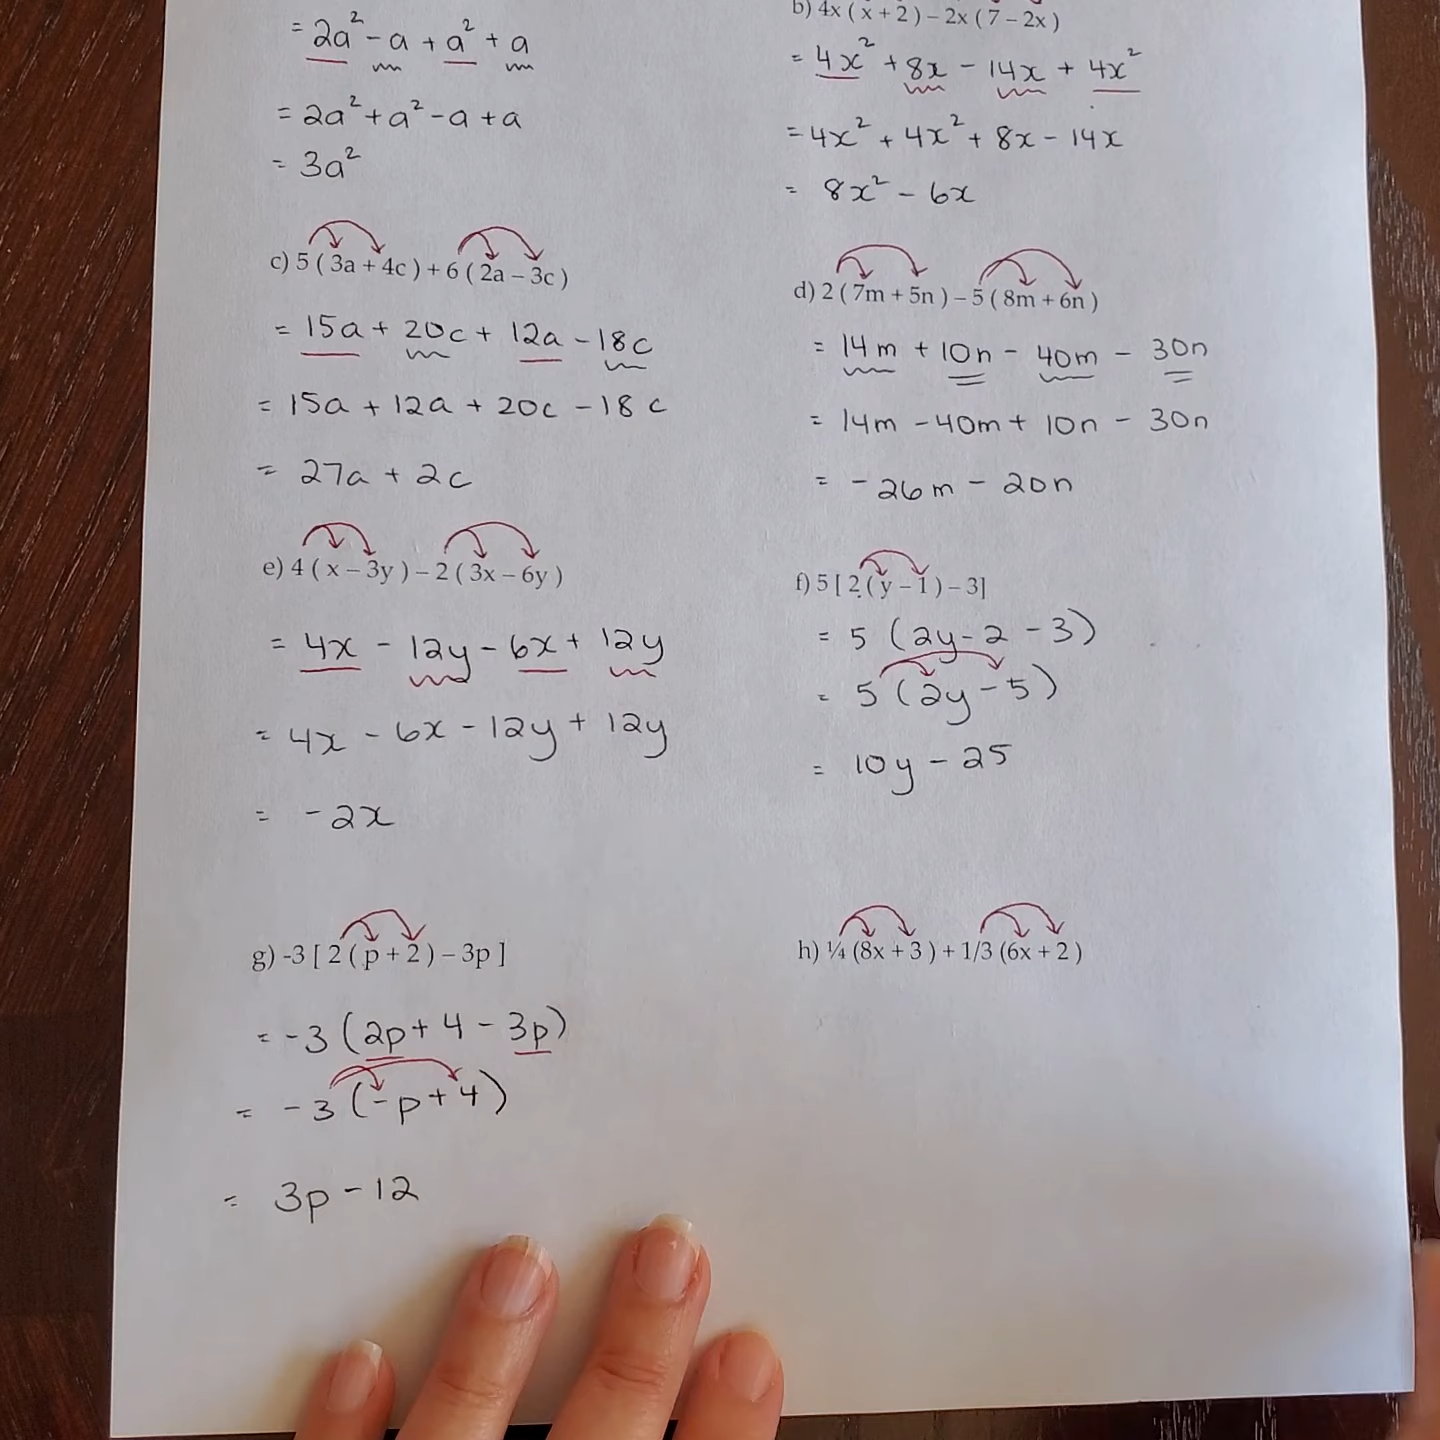 = 2a² - a + a² + a
= 2a² + a² - a + a
= 3a²
b) 4x ( x + 2 ) – 2x ( 7 – 2x )
= 4x² + 8x - 14x + 4x²
= 4x² + 4x² + 8x - 14x
= 8x² - 6x
c) 5 ( 3a + 4c ) + 6 ( 2a – 3c )
= 15a + 20c + 12a - 18c
= 15a + 12a + 20c - 18c
= 27a + 2c
d) 2 ( 7m + 5n ) – 5 ( 8m + 6n )
= 14m + 10n - 40m - 30n
= 14m - 40m + 10n - 30n
= -26m - 20n
e) 4 ( x – 3y ) – 2 ( 3x – 6y )
= 4x - 12y - 6x + 12y
= 4x - 6x - 12y + 12y
= -2x
f) 5 [ 2 ( y – 1 ) – 3]
= 5 (2y - 2 - 3)
= 5 (2y - 5)
= 10y - 25
g) -3 [ 2 ( p + 2 ) – 3p ]
= -3 (2p + 4 - 3p)
= -3 (-p + 4)
= 3p - 12
h) ¼ (8x + 3 ) + 1/3 (6x + 2 )